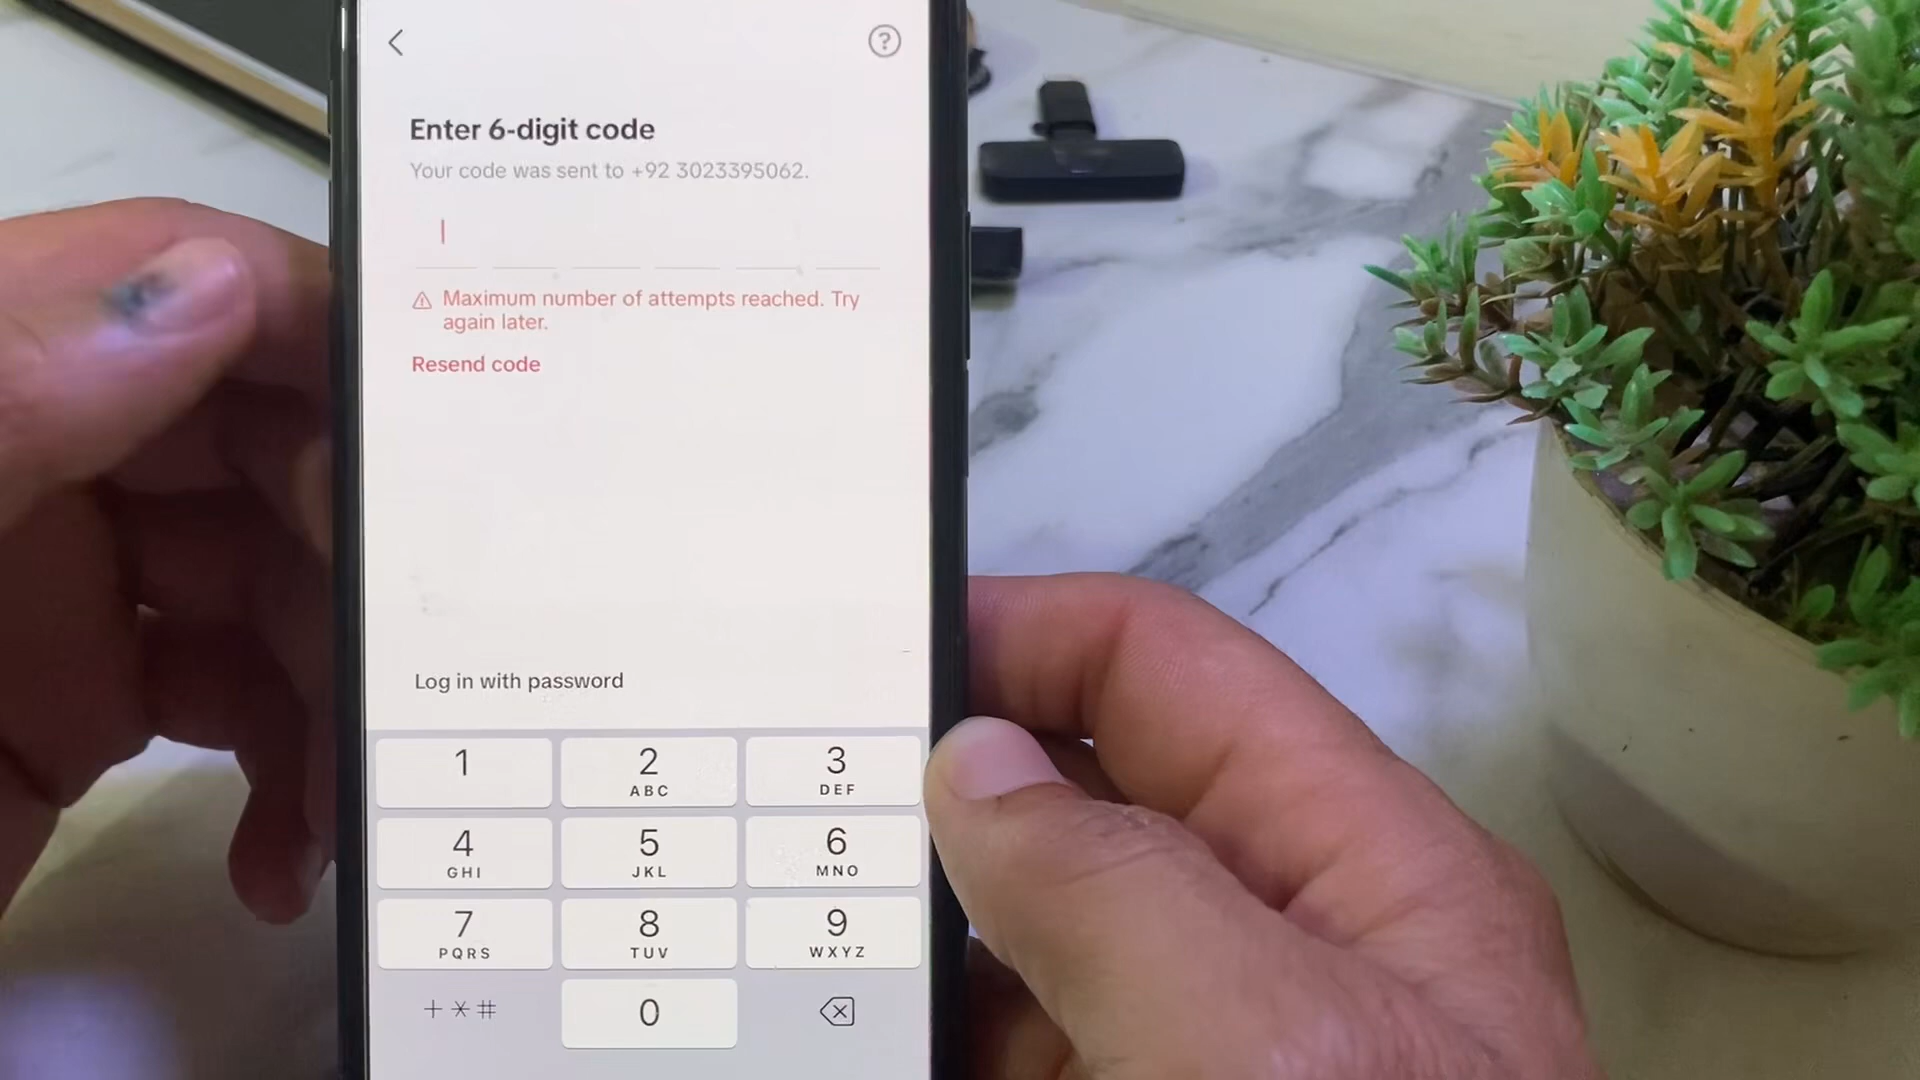 ?
Enter 6-digit code
Your code was sent to +92 3023395062.
Maximum number of attempts reached. Try
again later.
Resend code
Log in with password
1
2
ABC
3
DEF
4
GHI
5
JKL
6
MNO
7
PQRS
8
TUV
9
WXYZ
+*#
0